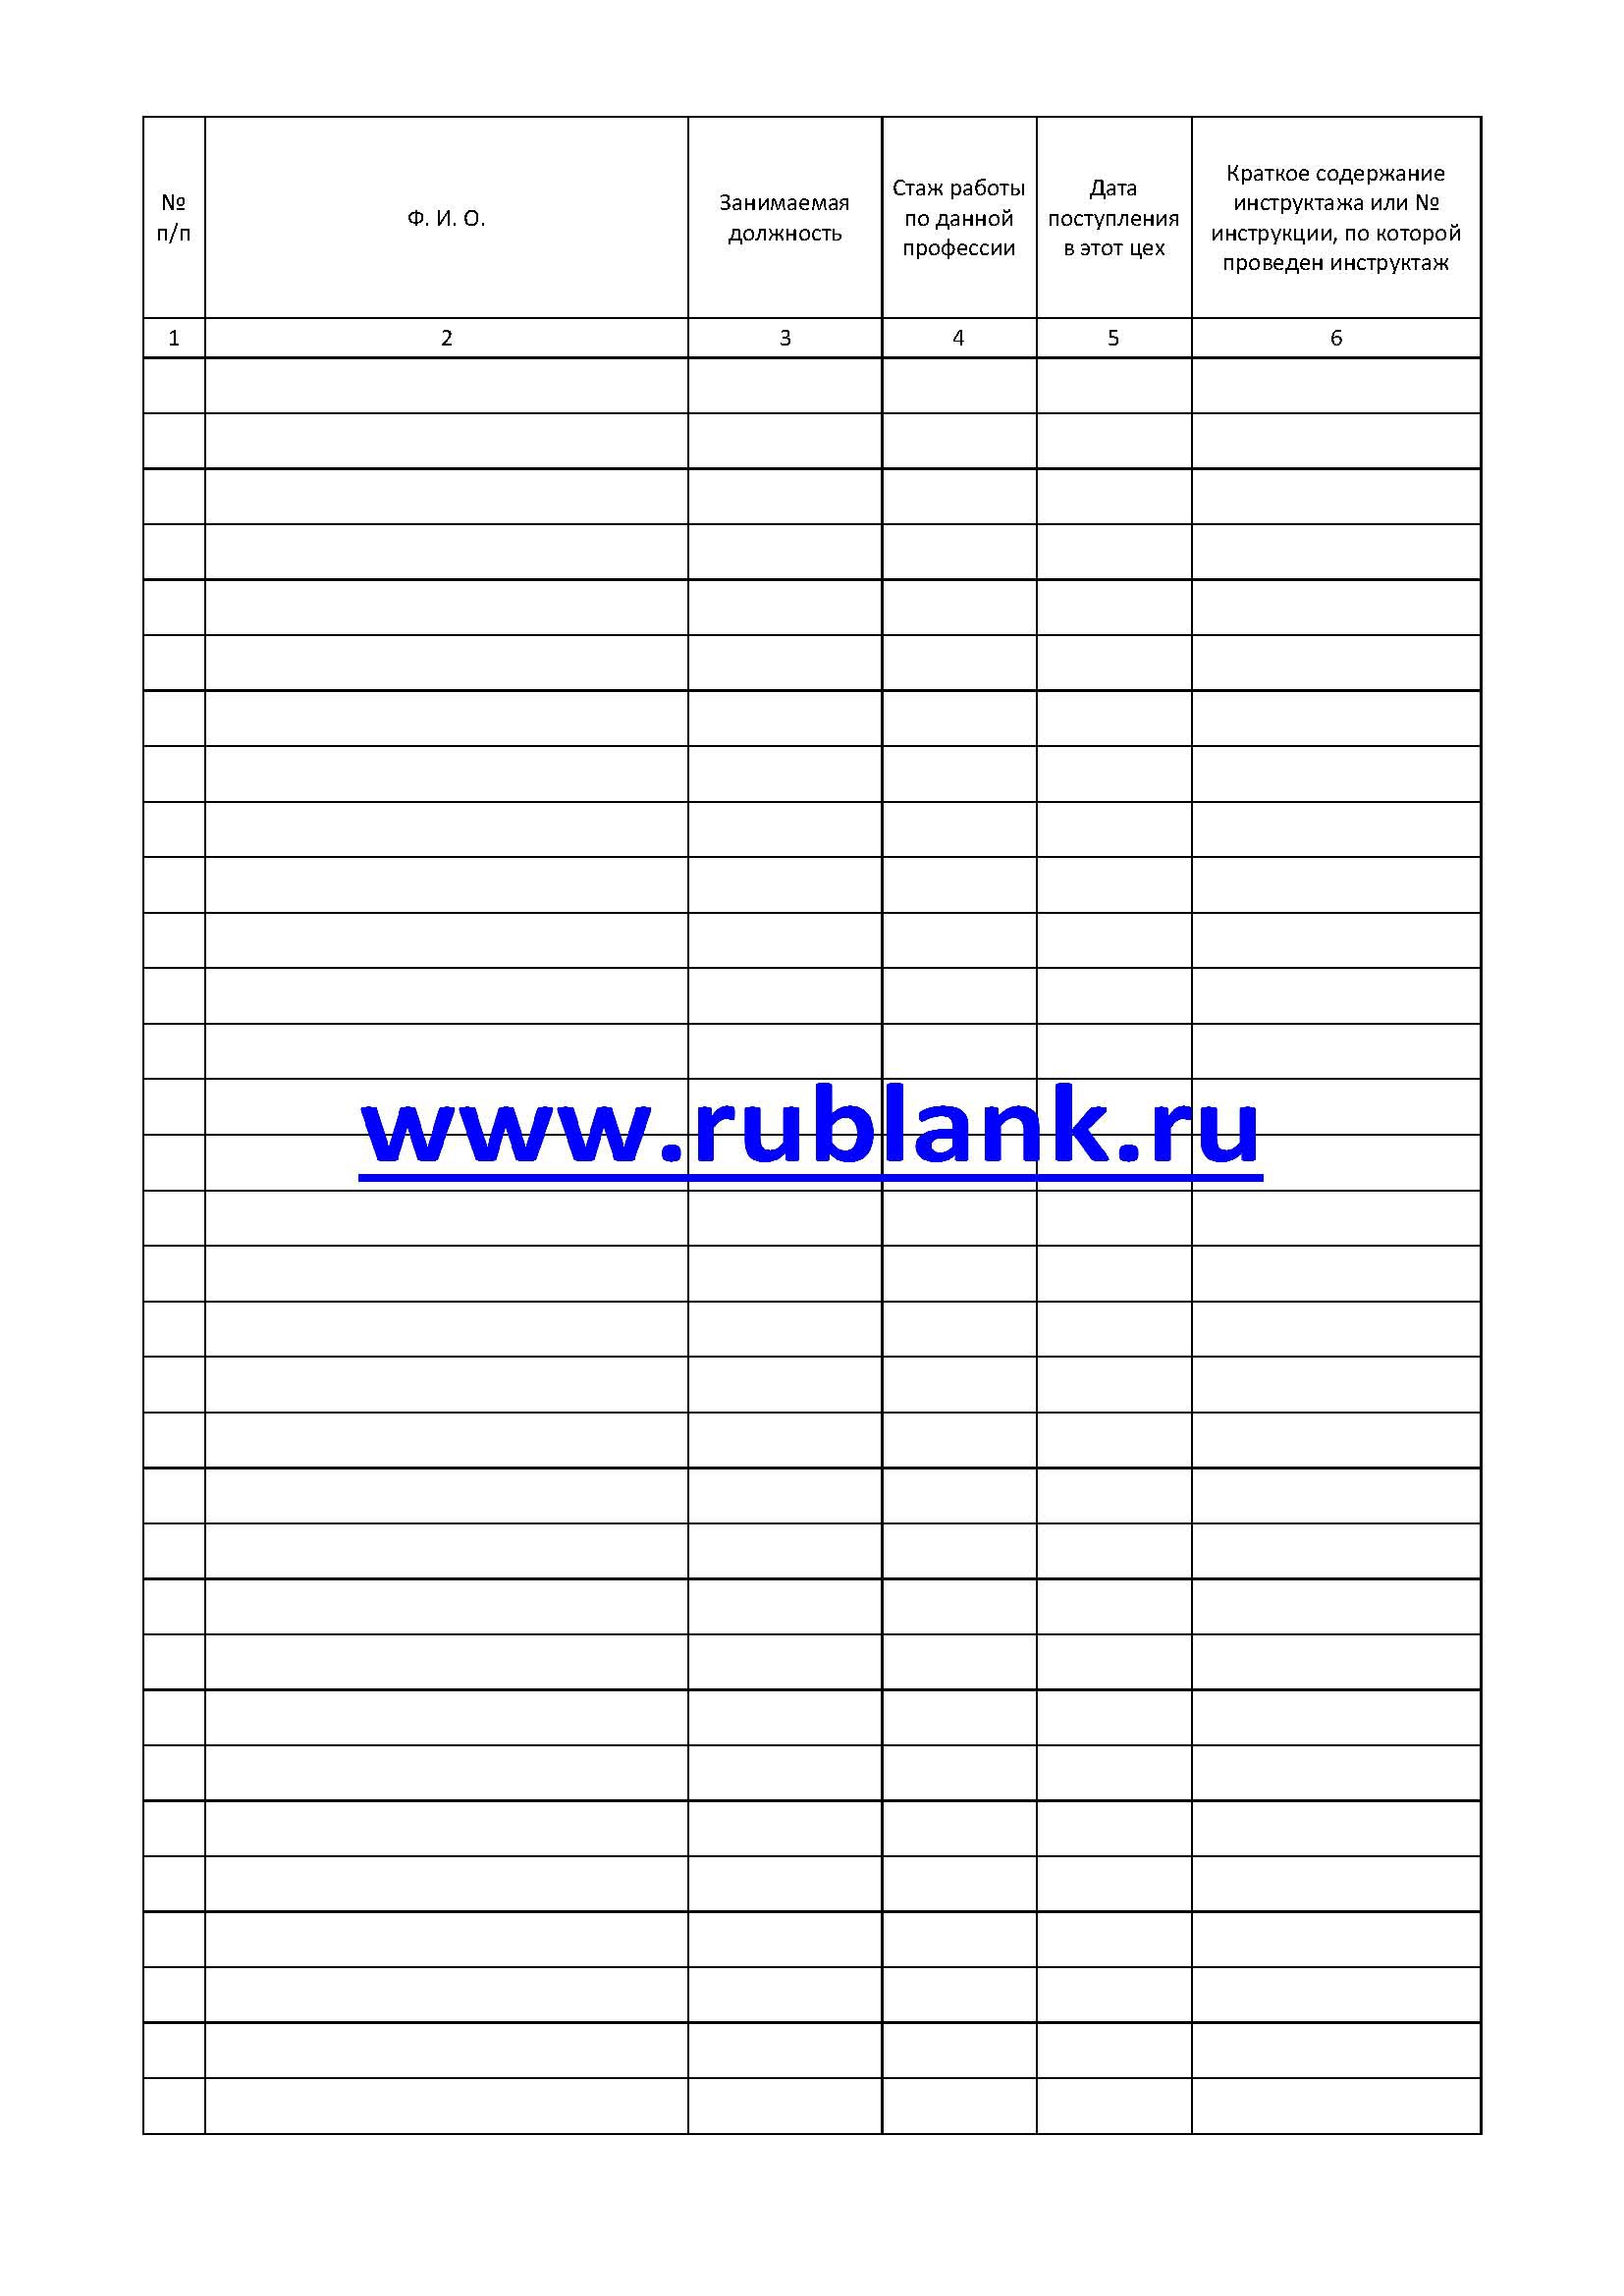 №
п/п
Ф. И. О.
Занимаемая
должность
Стаж работы
по данной
профессии
Дата
поступления
в этот цех
Краткое содержание
инструктажа или №
инструкции, по которой
проведен инструктаж
1
2
3
4
5
6
www.rublank.ru